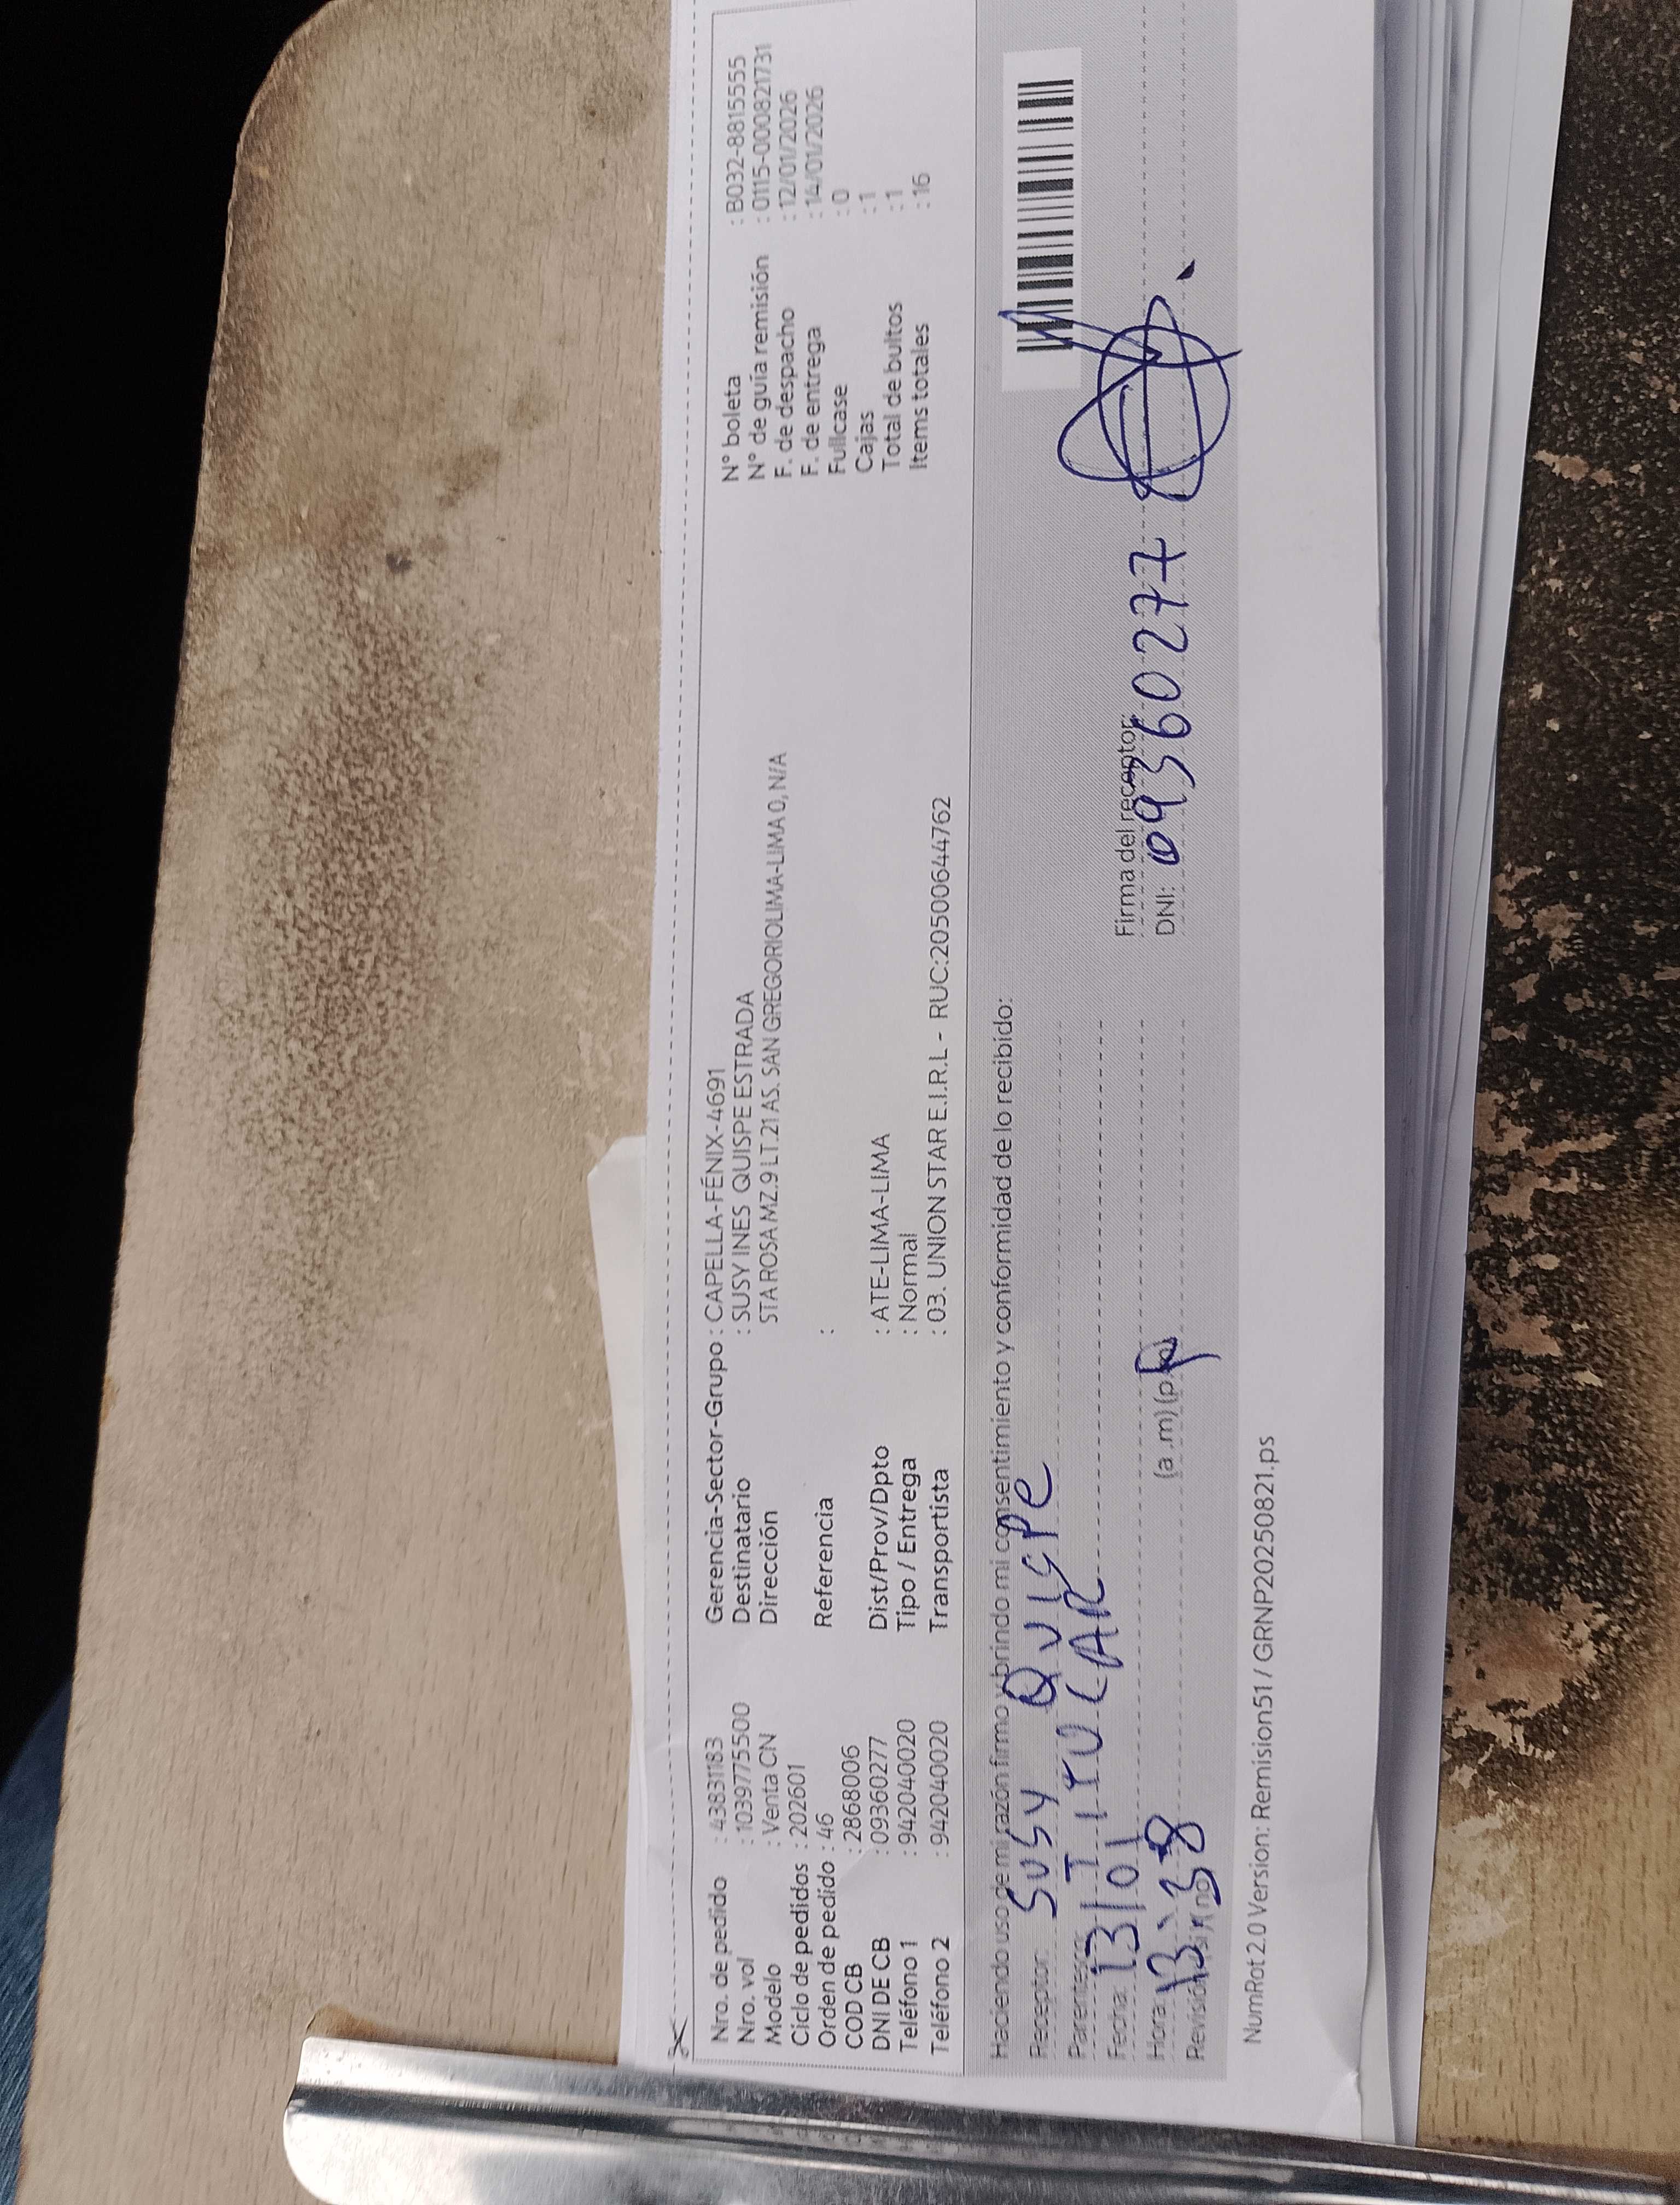 Nro. de pedido : 43831183 Gerencia-Sector-Grupo : CAPELLA-FÉNIX-4691 N° boleta : B032-8815555
Nro. vol : 1039775500 Destinatario : SUSY INES QUISPE ESTRADA N° de guía remisión : 0115-0000821731
Modelo : Venta CN Dirección STA ROSA MZ.9 LT.21 AS. SAN GREGORIOLIMA-LIMA 0, N/A F. de despacho : 12/01/2026
Ciclo de pedidos : 202601 F. de entrega : 14/01/2026
Orden de pedido : 46 Referencia : Fullcase : 0
COD CB : 2868006 Cajas : 1
DNI DE CB : 09360277 Dist/Prov/Dpto : ATE-LIMA-LIMA Total de bultos : 1
Teléfono 1 : 942040020 Tipo / Entrega : Normal Items totales : 16
Teléfono 2 : 942040020 Transportista : 03. UNION STAR E.I.R.L - RUC:20500644762
Haciendo uso de mi razón firmo y brindo mi consentimiento y conformidad de lo recibido:
Receptor: SUSY QUISPE
Parentesco: TITULAR
Fecha: 13/01 Firma del receptor:
Hora: 13:38 (a .m) (p DNI: 09360277
Revisión si ( no
NumRot 2.0 Version: Remision51 / GRNP20250821.ps